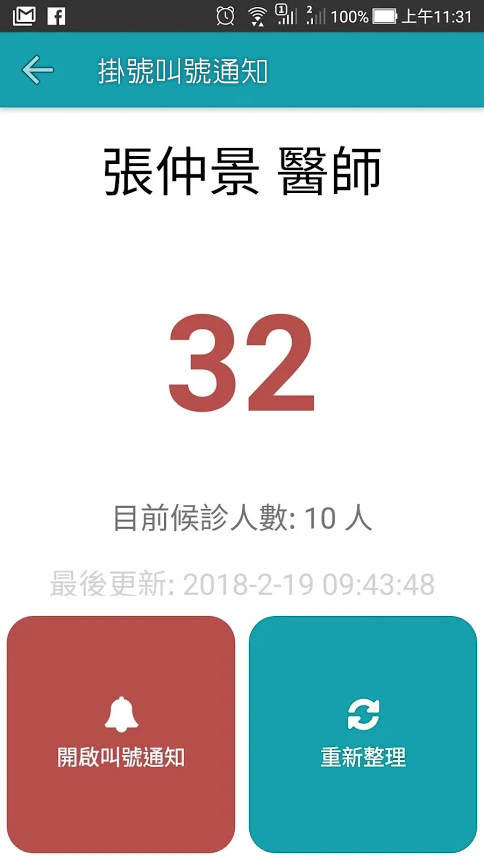 1 2 100% 上午11:31
掛號叫號通知
張仲景 醫師
32
目前候診人數: 10 人
最後更新: 2018-2-19 09:43:48
開啟叫號通知
重新整理